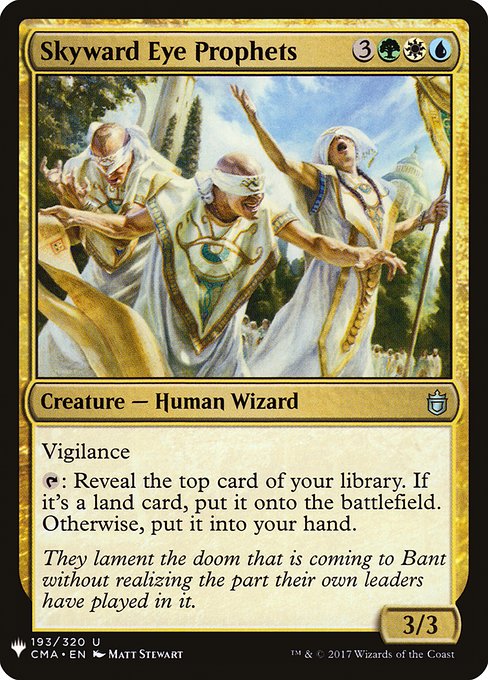 Skyward Eye Prophets 3
Creature — Human Wizard
Vigilance
: Reveal the top card of your library. If
it's a land card, put it onto the battlefield.
Otherwise, put it into your hand.
They lament the doom that is coming to Bant
without realizing the part their own leaders
have played in it.
3/3
193/320 U
CMA • EN Matt Stewart
™ & © 2017 Wizards of the Coast